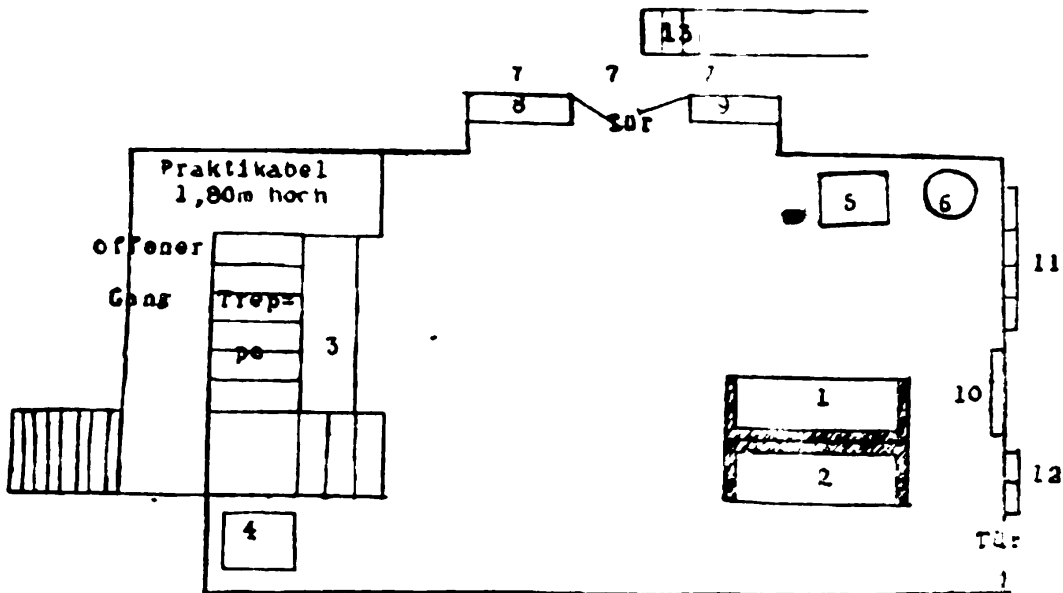 13
7 7 7
8 Tür 9
Praktikabel
1,80m hoch
5 6
offener
11
Gang Trep=
pe 3
1 10
2 12
4
Tür